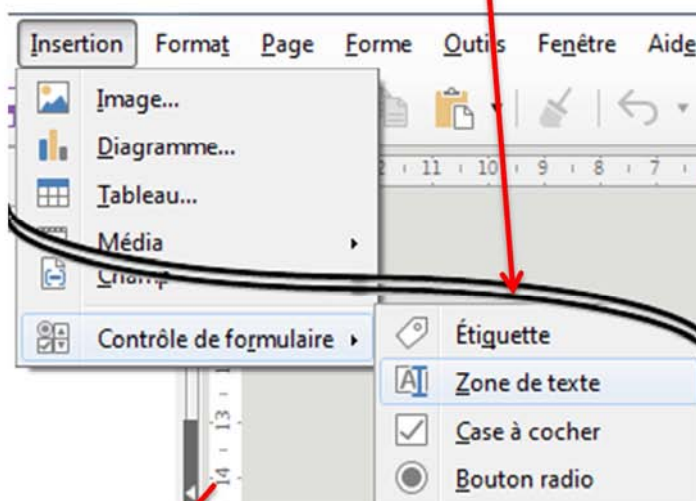 Insertion Format Page Forme Outils Fenêtre Aide
Image...
Diagramme...
Tableau...
11 10 9 8 7
Média
Champ
Contrôle de formulaire
Étiquette
Zone de texte
Case à cocher
Bouton radio
13
14